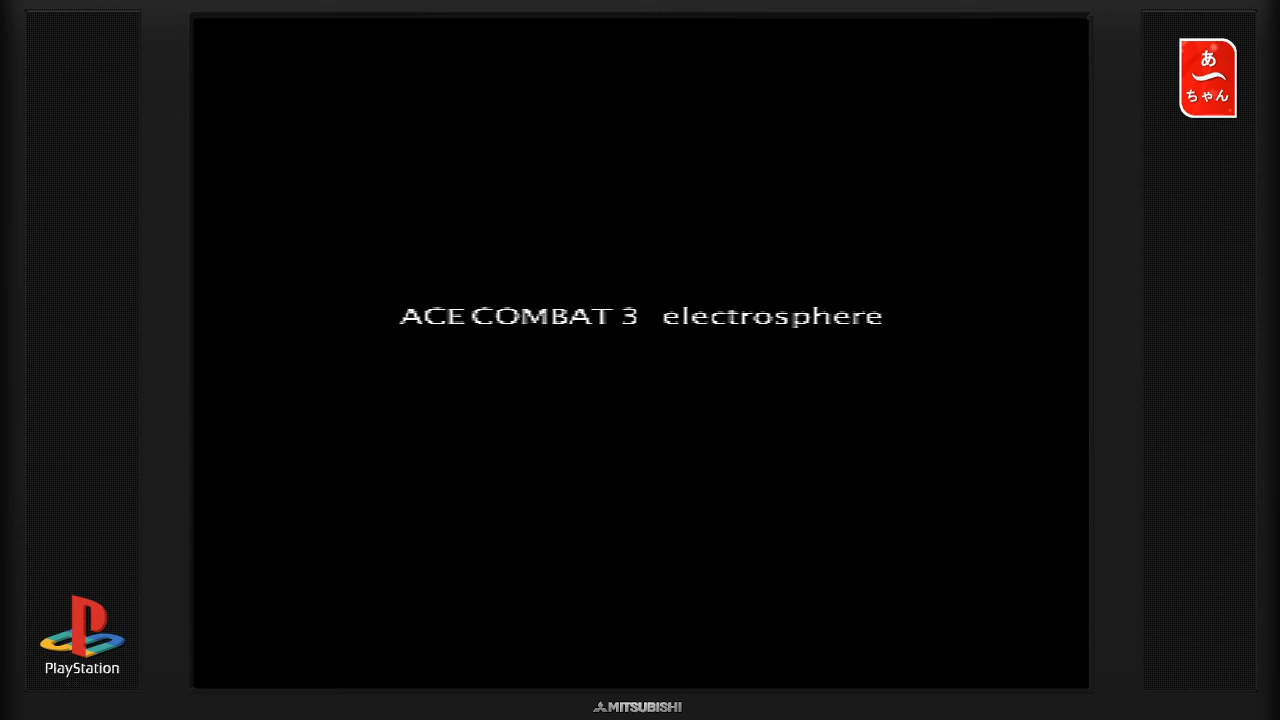 あ
〜
ちゃん
ACE COMBAT 3 electrosphere
PlayStation
MITSUBISHI